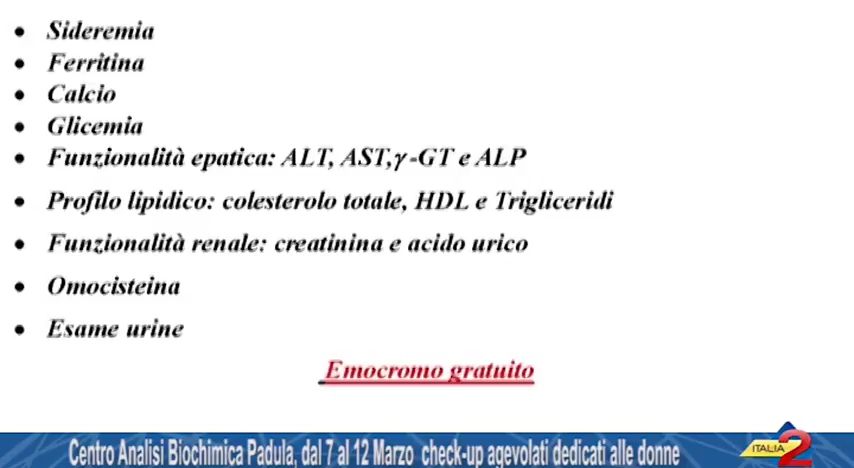 • Sideremia
• Ferritina
• Calcio
• Glicemia
• Funzionalità epatica: ALT, AST,γ -GT e ALP
• Profilo lipidico: colesterolo totale, HDL e Trigliceridi
• Funzionalità renale: creatinina e acido urico
• Omocisteina
• Esame urine
Emocromo gratuito
Centro Analisi Biochimica Padula, dal 7 al 12 Marzo check-up agevolati dedicati alle donne
ITALIA 2